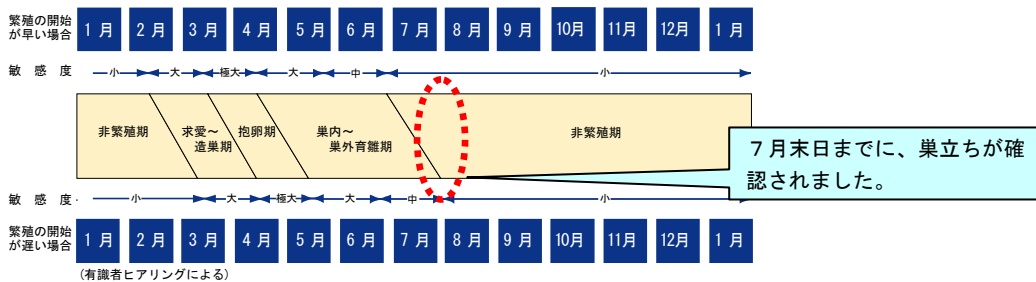 繁殖の開始
が早い場合
1 月 2 月 3 月 4 月 5 月 6 月 7 月 8 月 9 月 10月 11月 12月 1 月
敏 感 度 小 大 極大 大 中 小
非繁殖期
求愛~
造巣期
抱卵期
巣内~
巣外育雛期
非繁殖期
7月末日までに、巣立ちが確
認されました。
敏 感 度 小 大 極大 大 中 小
繁殖の開始
が遅い場合
1 月 2 月 3 月 4 月 5 月 6 月 7 月 8 月 9 月 10月 11月 12月 1 月
(有識者ヒアリングによる)